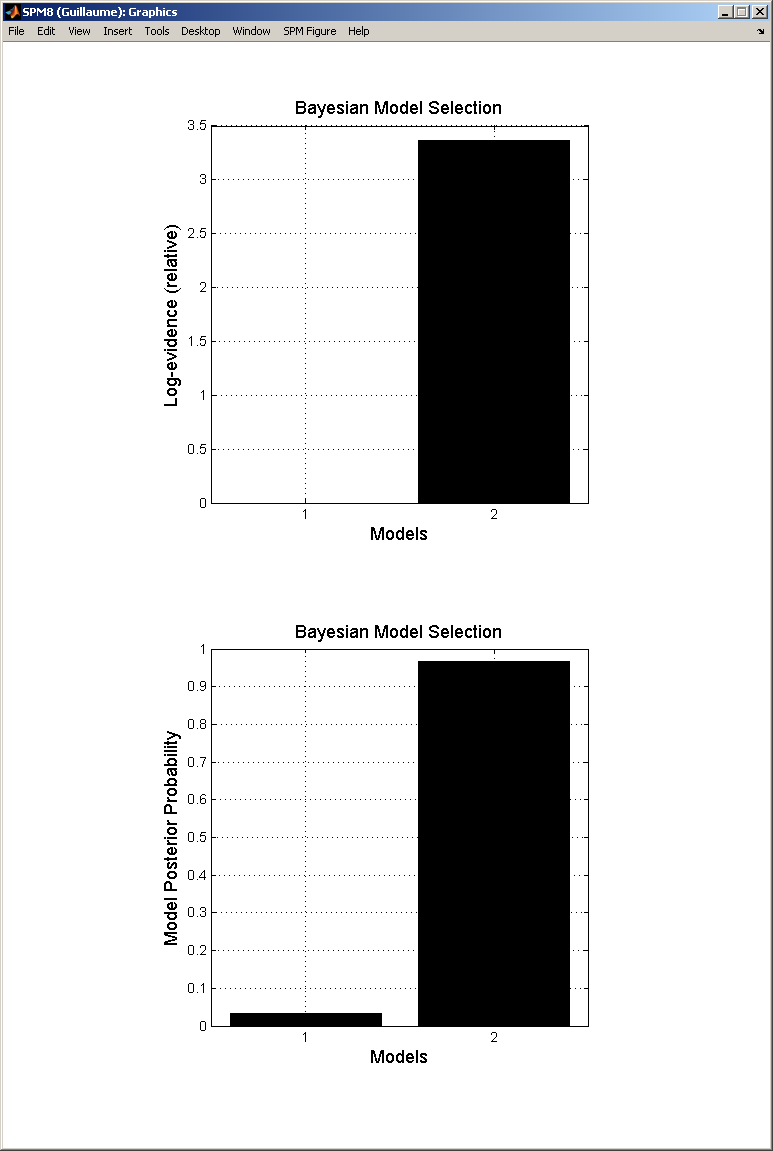 SPM8 (Guillaume): Graphics
File Edit View Insert Tools Desktop Window SPM Figure Help
Bayesian Model Selection
3.5
3
2.5
2
1.5
1
0.5
0
Log-evidence (relative)
1 2
Models
Bayesian Model Selection
1
0.9
0.8
0.7
0.6
0.5
0.4
0.3
0.2
0.1
0
Model Posterior Probability
1 2
Models